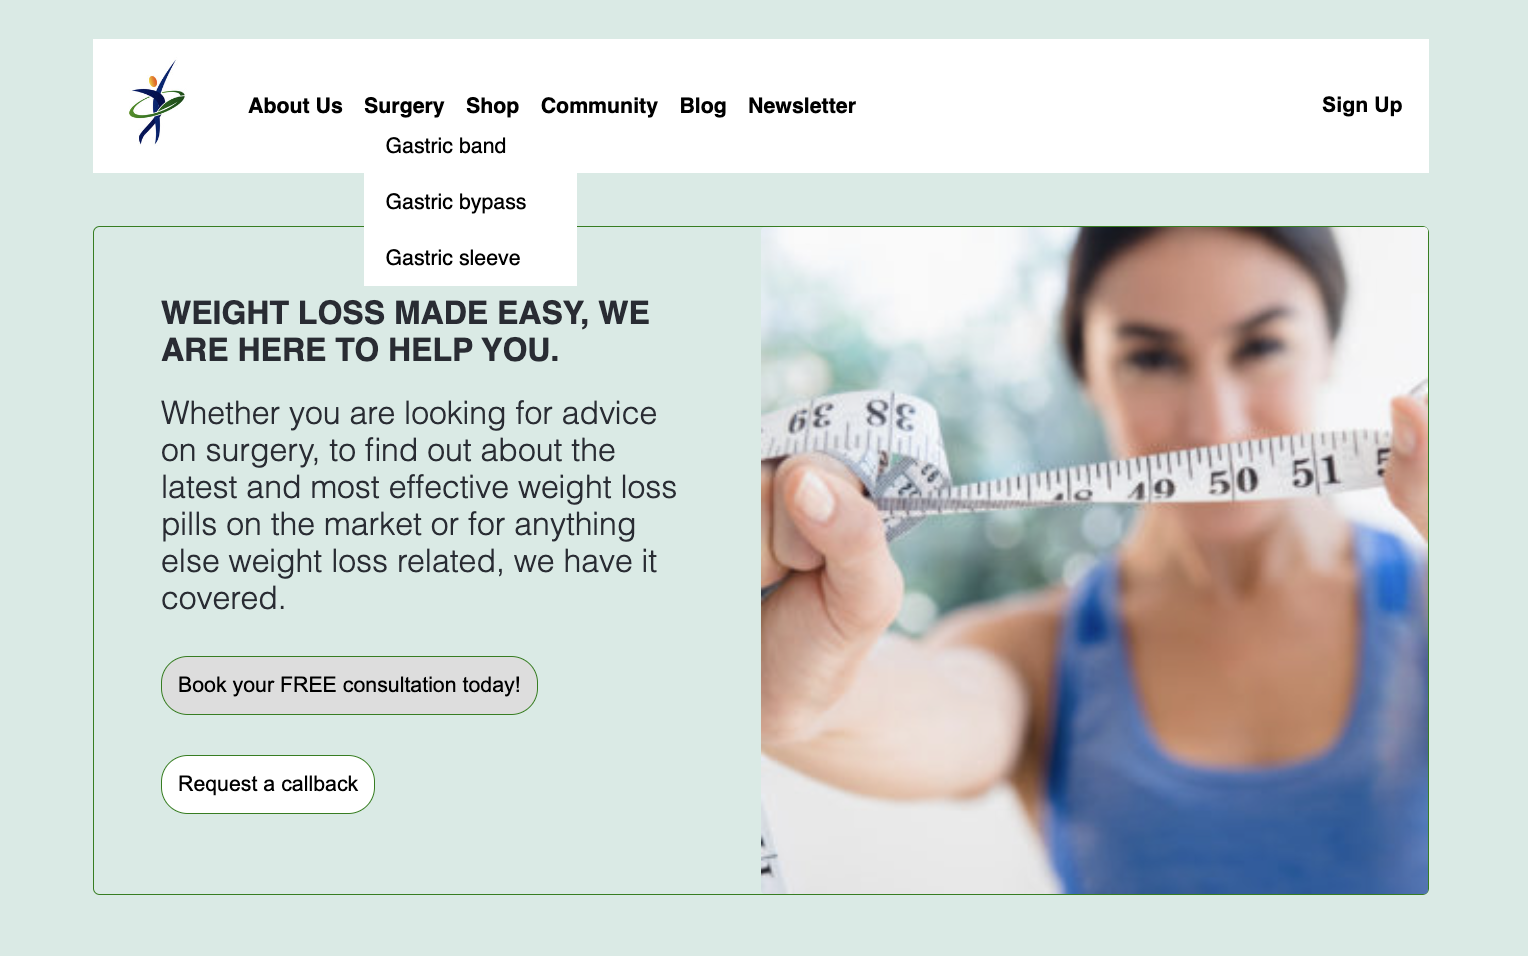 About Us Surgery Shop Community Blog Newsletter Sign Up
Gastric band
Gastric bypass
Gastric sleeve
WEIGHT LOSS MADE EASY, WE
ARE HERE TO HELP YOU.
Whether you are looking for advice
on surgery, to find out about the
latest and most effective weight loss
pills on the market or for anything
else weight loss related, we have it
covered.
Book your FREE consultation today!
Request a callback
39 38
49 50 51